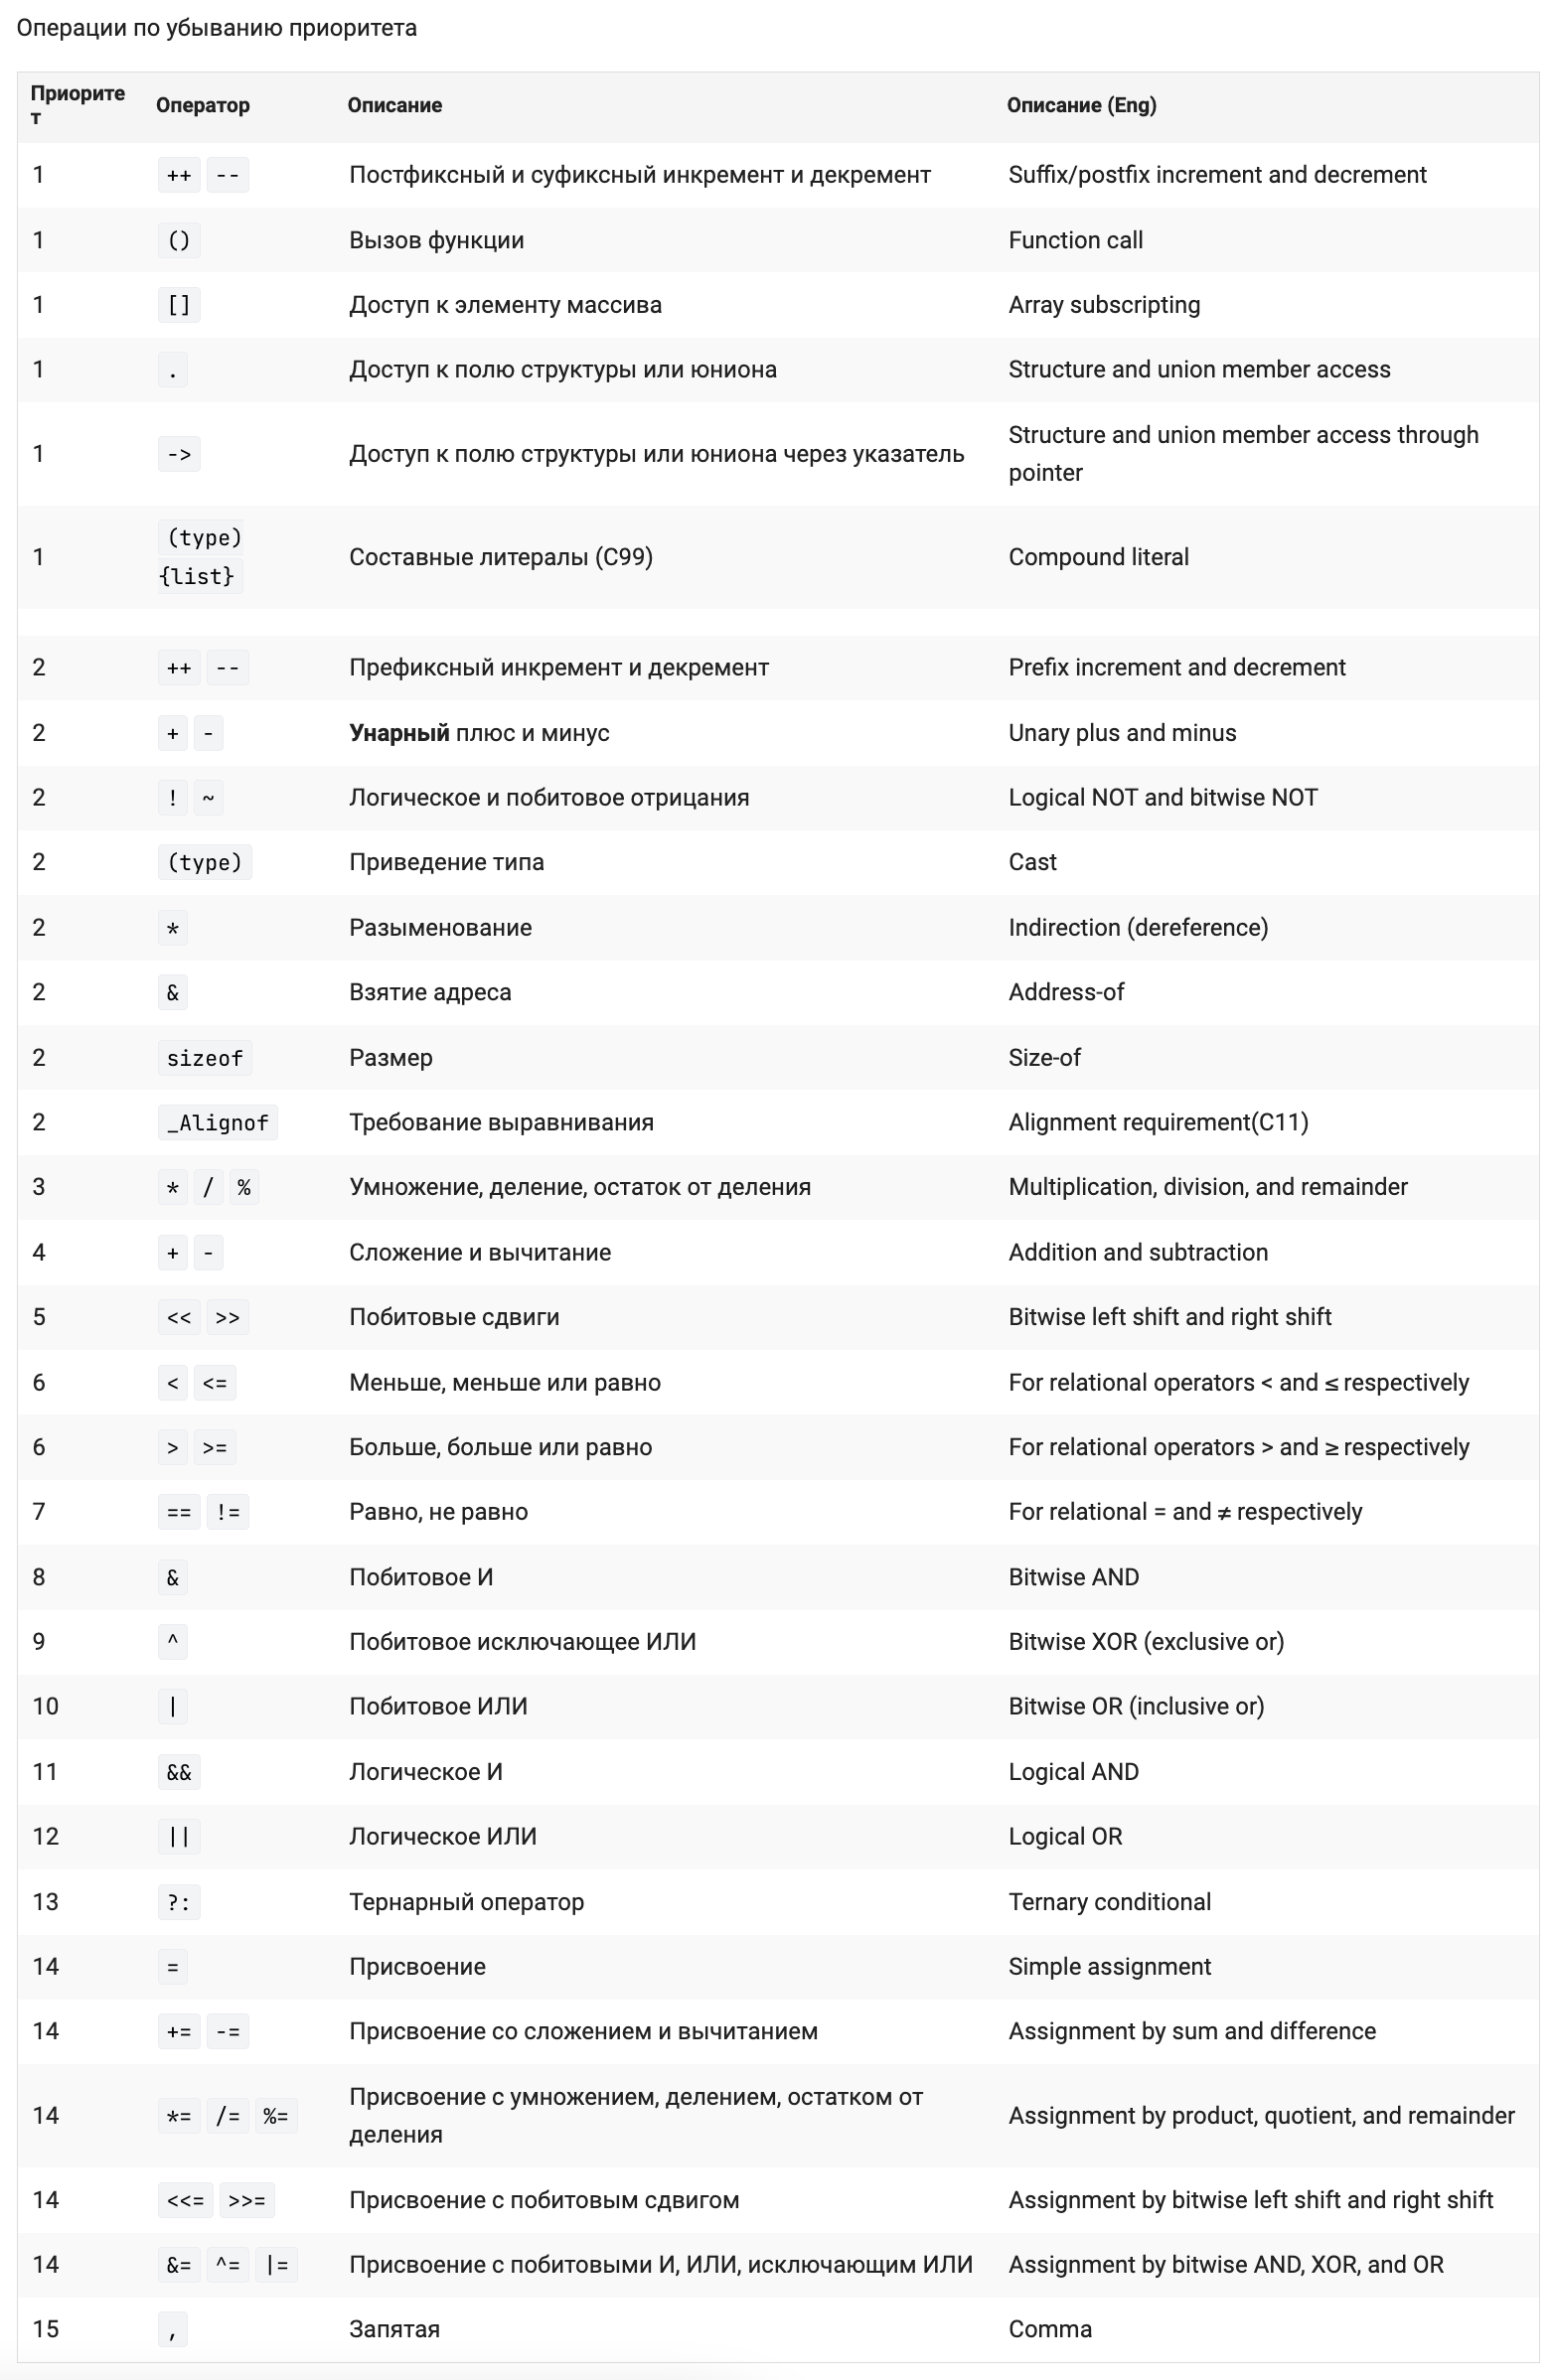 Операции по убыванию приоритета
Приорите
т Оператор Описание Описание (Eng)
1 ++ -- Постфиксный и суфиксный инкремент и декремент Suffix/postfix increment and decrement
1 () Вызов функции Function call
1 [] Доступ к элементу массива Array subscripting
1 . Доступ к полю структуры или юниона Structure and union member access
1 -> Доступ к полю структуры или юниона через указатель Structure and union member access through
pointer
1 (type)
{list} Составные литералы (C99) Compound literal
2 ++ -- Префиксный инкремент и декремент Prefix increment and decrement
2 + - Унарный плюс и минус Unary plus and minus
2 ! ~ Логическое и побитовое отрицания Logical NOT and bitwise NOT
2 (type) Приведение типа Cast
2 * Разыменование Indirection (dereference)
2 & Взятие адреса Address-of
2 sizeof Размер Size-of
2 _Alignof Требование выравнивания Alignment requirement(C11)
3 * / % Умножение, деление, остаток от деления Multiplication, division, and remainder
4 + - Сложение и вычитание Addition and subtraction
5 << >> Побитовые сдвиги Bitwise left shift and right shift
6 < <= Меньше, меньше или равно For relational operators < and ≤ respectively
6 > >= Больше, больше или равно For relational operators > and ≥ respectively
7 == != Равно, не равно For relational = and ≠ respectively
8 & Побитовое И Bitwise AND
9 ^ Побитовое исключающее ИЛИ Bitwise XOR (exclusive or)
10 | Побитовое ИЛИ Bitwise OR (inclusive or)
11 && Логическое И Logical AND
12 || Логическое ИЛИ Logical OR
13 ?: Тернарный оператор Ternary conditional
14 = Присвоение Simple assignment
14 += -= Присвоение со сложением и вычитанием Assignment by sum and difference
14 *= /= %= Присвоение с умножением, делением, остатком от
деления Assignment by product, quotient, and remainder
14 <<= >>= Присвоение с побитовым сдвигом Assignment by bitwise left shift and right shift
14 &= ^= |= Присвоение с побитовыми И, ИЛИ, исключающим ИЛИ Assignment by bitwise AND, XOR, and OR
15 , Запятая Comma